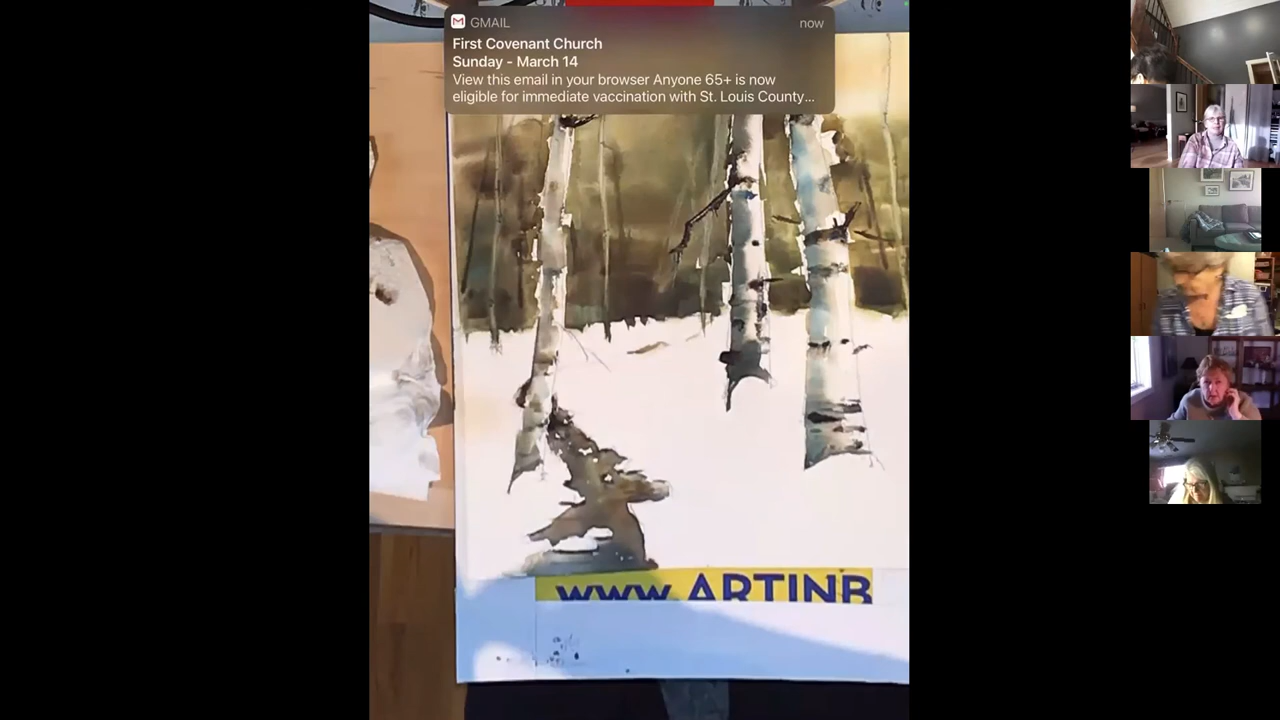 GMAIL now
First Covenant Church
Sunday - March 14
View this email in your browser Anyone 65+ is now
eligible for immediate vaccination with St. Louis County...
www.ARTINB